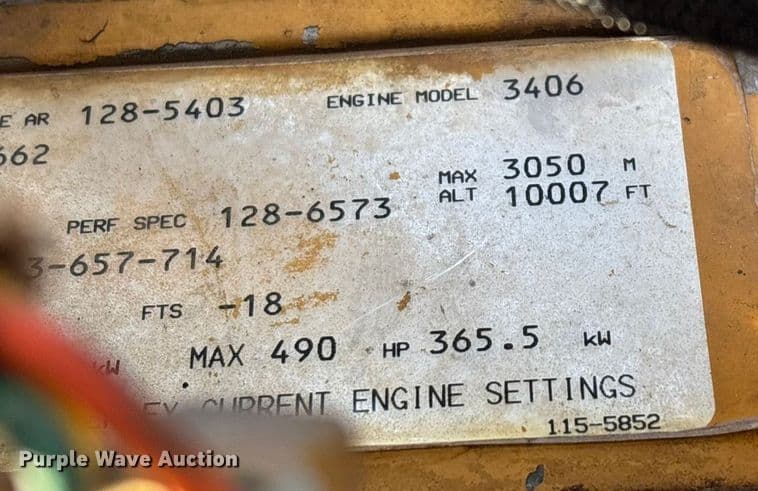 E AR 128-5403 ENGINE MODEL 3406
662
MAX 3050 M
ALT 10007 FT
PERF SPEC 128-6573
3-657-714
FTS -18
kW MAX 490 HP 365.5 kW
CURRENT ENGINE SETTINGS
115-5852
Purple Wave Auction